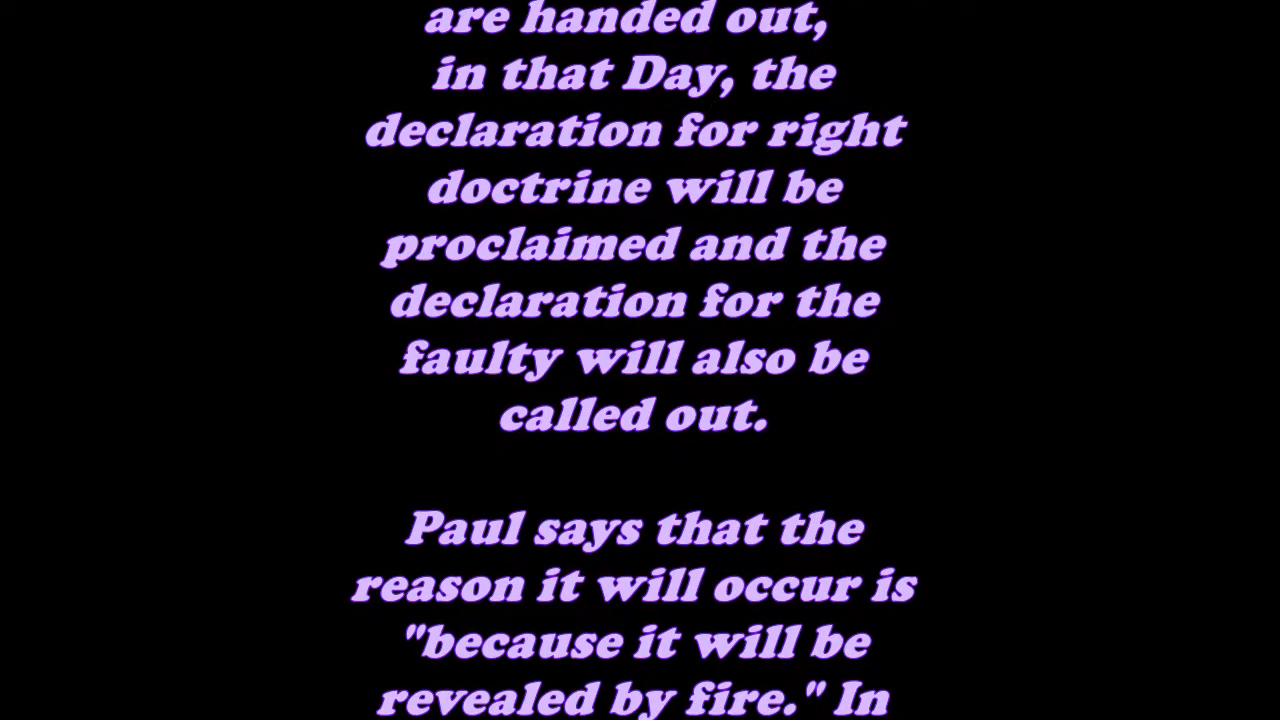 are handed out,
in that Day, the
declaration for right
doctrine will be
proclaimed and the
declaration for the
faulty will also be
called out.
Paul says that the
reason it will occur is
"because it will be
revealed by fire." In